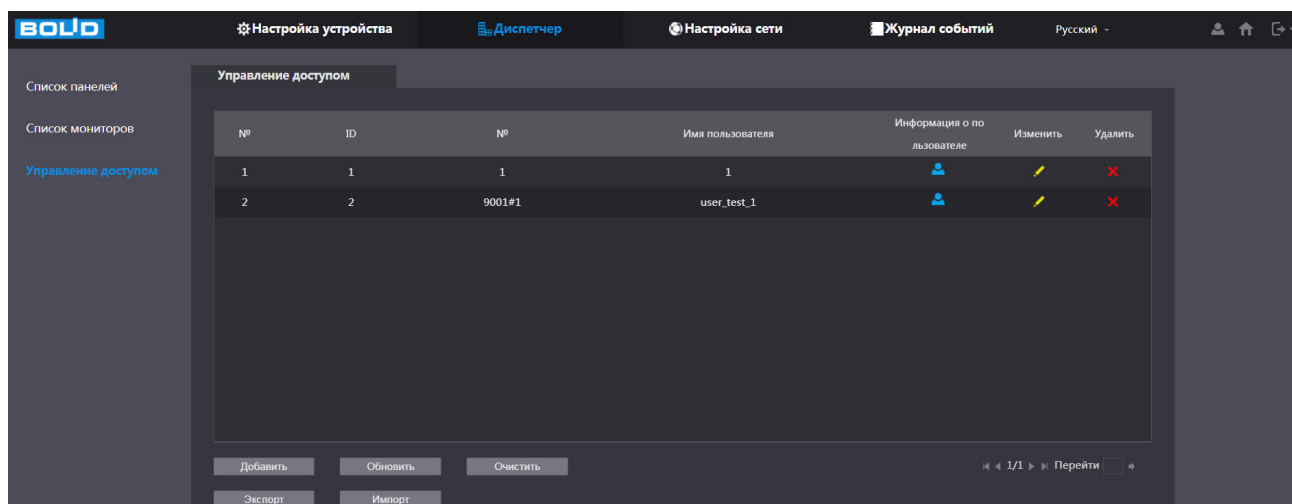 BOLID Настройка устройства Диспетчер Настройка сети Журнал событий Русский
Список панелей
Список мониторов
Управление доступом
Управление доступом
№ ID № Имя пользователя Информация о по Изменить Удалить
льзователе
1 1 1 1
2 2 9001#1 user_test_1
Добавить Обновить Очистить 1/1 Перейти
Экспорт Импорт